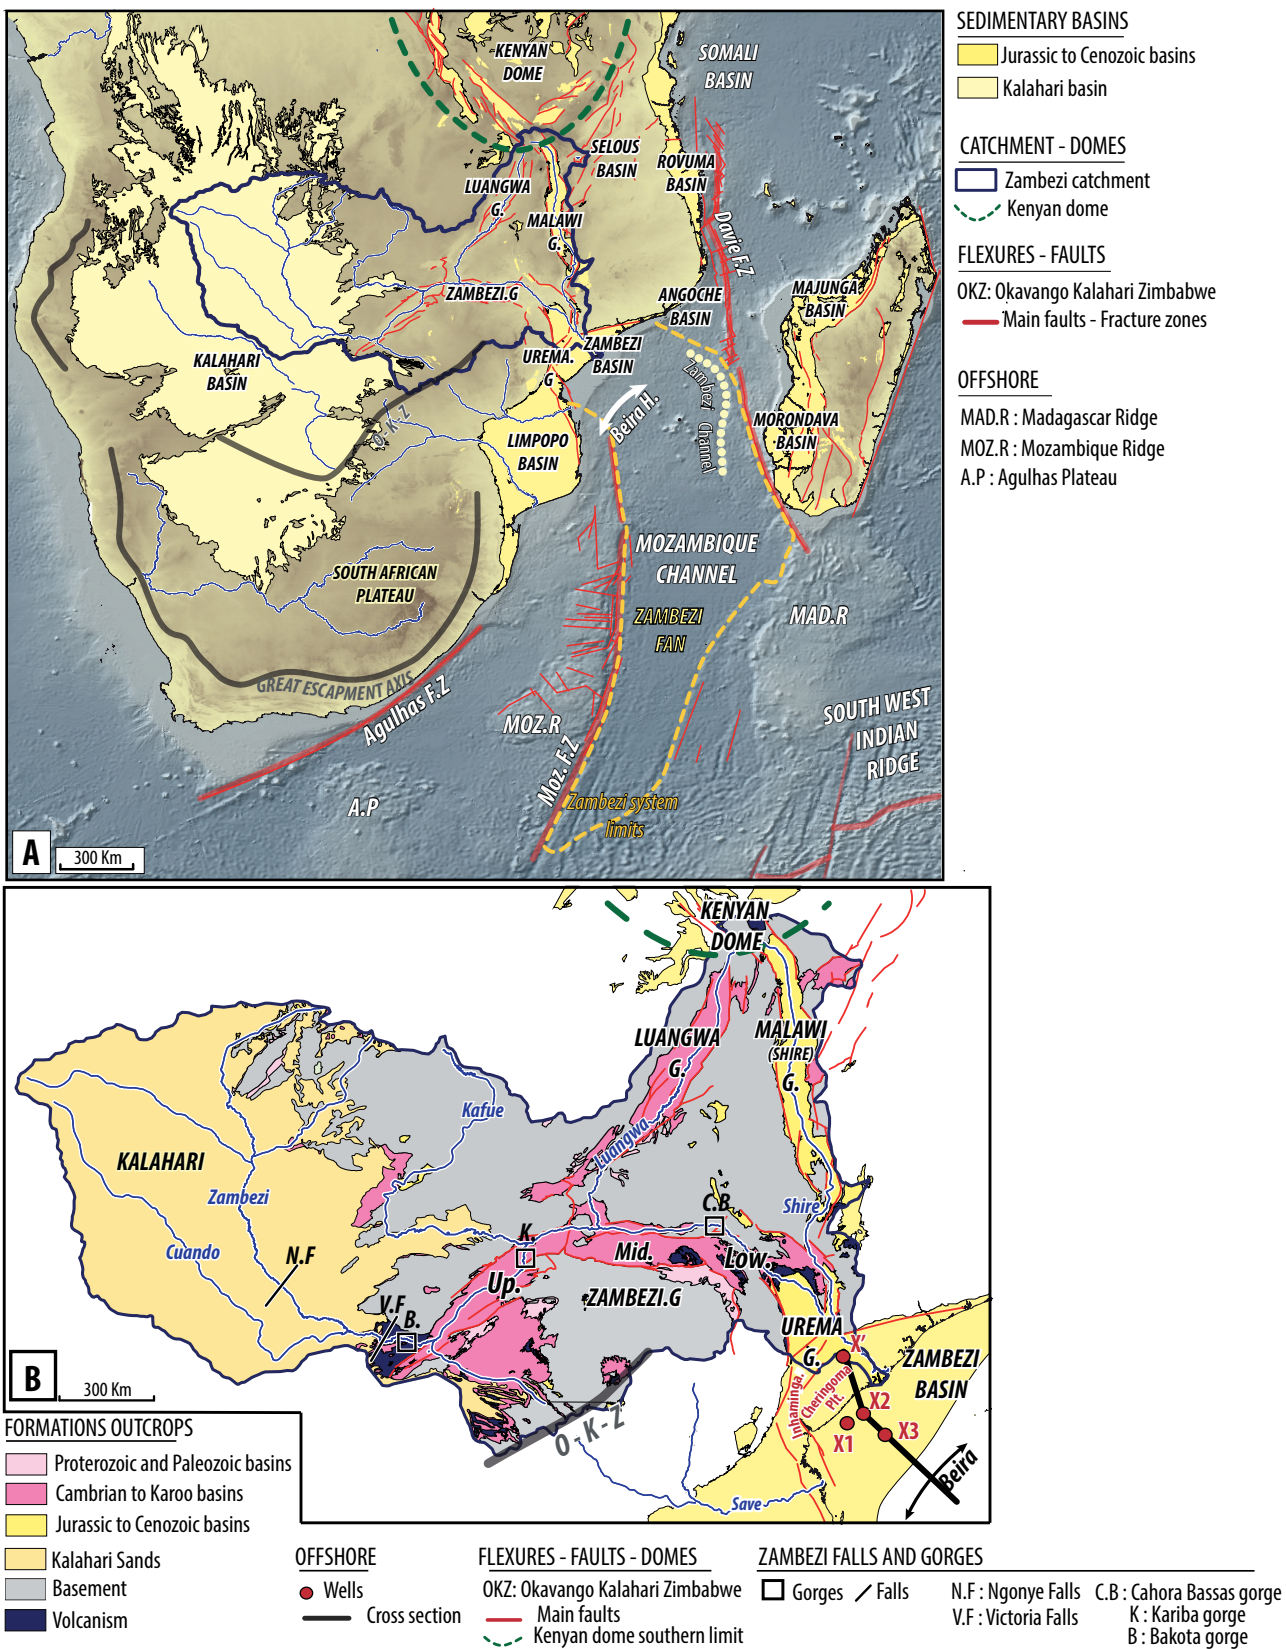 KENYAN
DOME
SOMALI
BASIN
SELOUS
BASIN
ROVUMA
BASIN
LUANGWA
G.
MALAWI
G.
Davie F.Z
ZAMBEZI.G
ANGOCHE
BASIN
MAJUNGA
BASIN
KALAHARI
BASIN
UREMA.
G
ZAMBEZI
BASIN
Beira H.
Zambezi Channel
O-K-Z
LIMPOPO
BASIN
MORONDAVA
BASIN
MOZAMBIQUE
CHANNEL
SOUTH AFRICAN
PLATEAU
ZAMBEZI
FAN
MAD.R
GREAT ESCAPMENT AXIS
Agulhas F.Z
MOZ.R
Moz. F.Z
SOUTH WEST
INDIAN
RIDGE
A.P
Zambezi system
limits
A
300 Km
SEDIMENTARY BASINS
Jurassic to Cenozoic basins
Kalahari basin
CATCHMENT - DOMES
Zambezi catchment
Kenyan dome
FLEXURES - FAULTS
OKZ: Okavango Kalahari Zimbabwe
Main faults - Fracture zones
OFFSHORE
MAD.R : Madagascar Ridge
MOZ.R : Mozambique Ridge
A.P : Agulhas Plateau
KENYAN
DOME
LUANGWA
G.
MALAWI
(SHIRE)
G.
Kafue
Luangwa
KALAHARI
Zambezi
Cuando
N.F
C.B
Shire
K.
Mid.
Low.
Up.
ZAMBEZI.G
V.F
B.
UREMA
G.
X'
ZAMBEZI
BASIN
Inhaminga.
Cheringoma
Plt.
X2
X1
X3
O-K-Z
Beira
Save
B
300 Km
FORMATIONS OUTCROPS
Proterozoic and Paleozoic basins
Cambrian to Karoo basins
Jurassic to Cenozoic basins
Kalahari Sands
Basement
Volcanism
OFFSHORE
Wells
Cross section
FLEXURES - FAULTS - DOMES
OKZ: Okavango Kalahari Zimbabwe
Main faults
Kenyan dome southern limit
ZAMBEZI FALLS AND GORGES
Gorges
Falls
N.F : Ngonye Falls
V.F : Victoria Falls
C.B : Cahora Bassas gorge
K : Kariba gorge
B : Bakota gorge